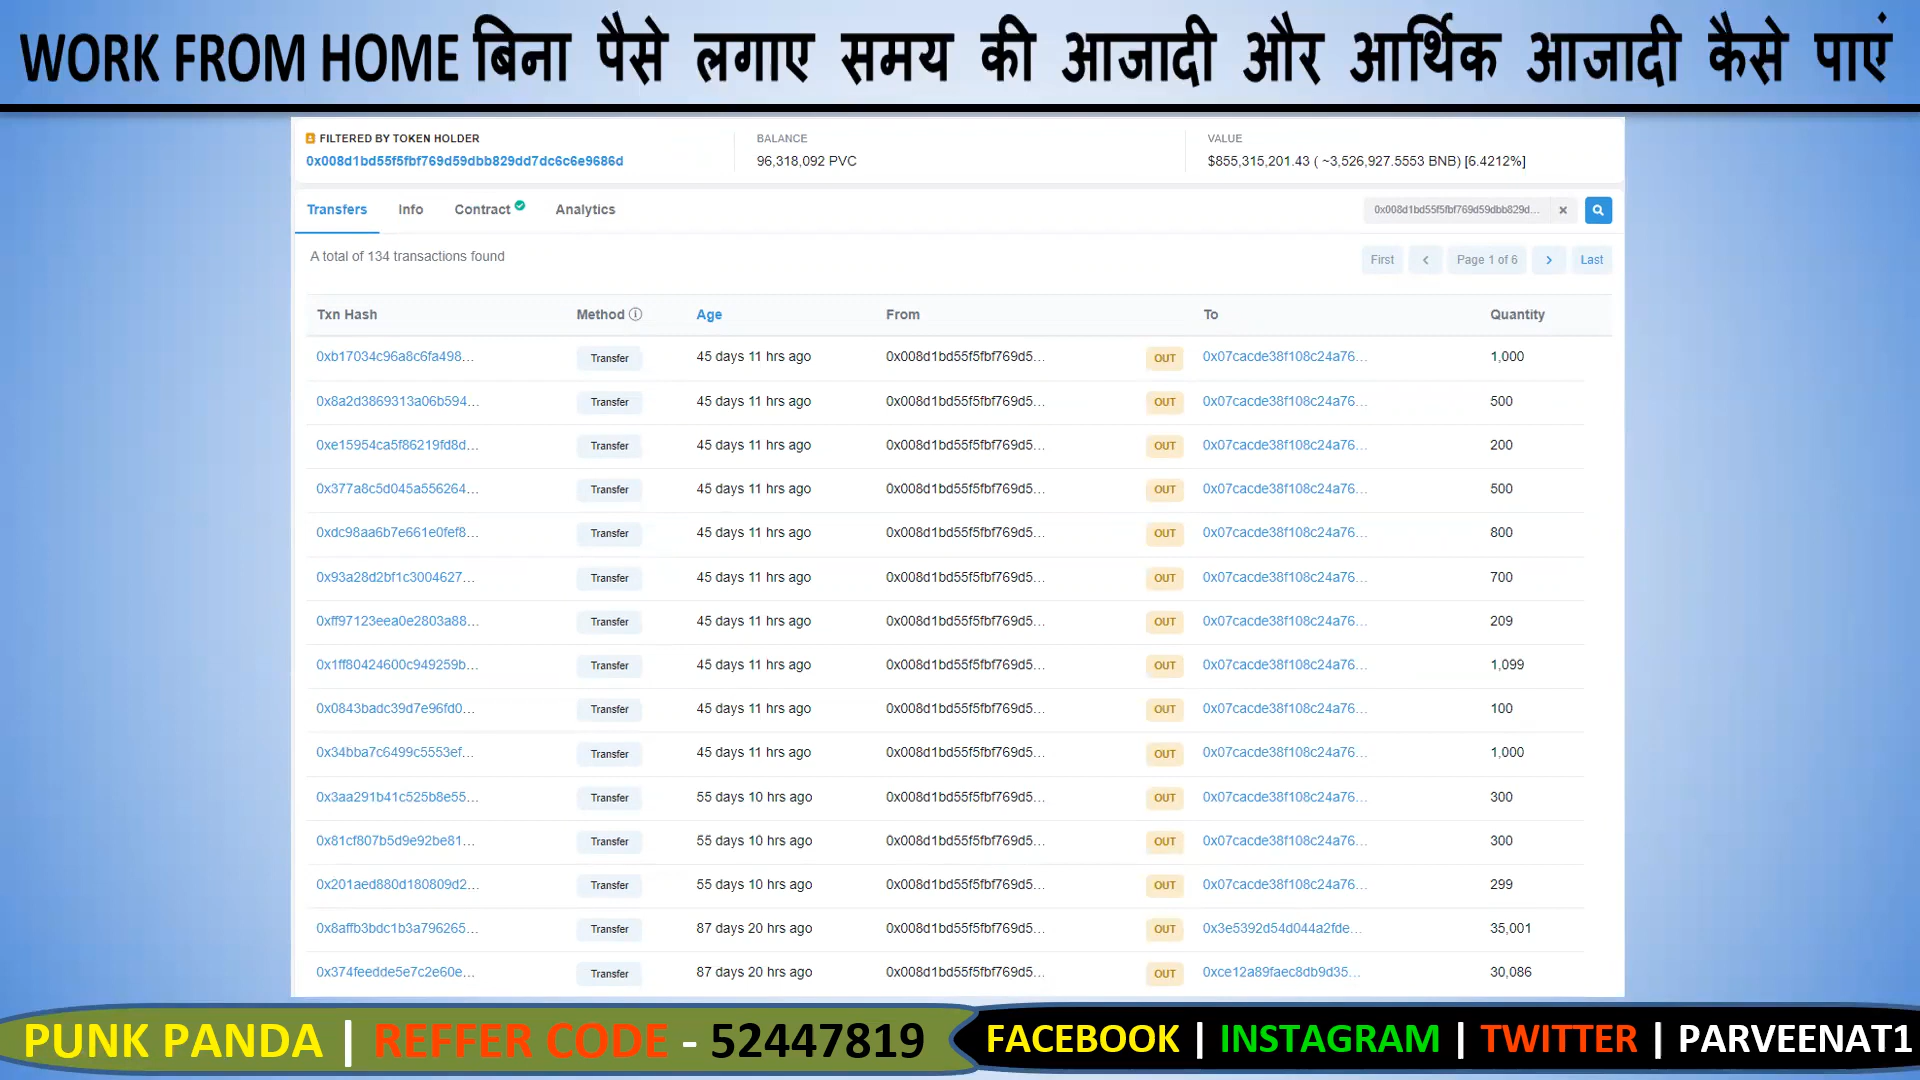 WORK FROM HOME बिना पैसे लगाए समय की आजादी और आर्थिक आजादी कैसे पाएं
FILTERED BY TOKEN HOLDER BALANCE VALUE
0x008d1bd55f5fbf769d59dbb829dd7dc6c6e9686d 96,318,092 PVC $855,315,201.43 ( ~3,526,927.5553 BNB) [6.4212%]
Transfers Info Contract Analytics 0x008d1bd55f5fbf769d59dbb829d...
A total of 134 transactions found First Page 1 of 6 Last
Txn Hash Method Age From To Quantity
0xb17034c96a8c6fa498... Transfer 45 days 11 hrs ago 0x008d1bd55f5fbf769d5... OUT 0x07cacde38f108c24a76... 1,000
0x8a2d3869313a06b594... Transfer 45 days 11 hrs ago 0x008d1bd55f5fbf769d5... OUT 0x07cacde38f108c24a76... 500
0xe15954ca5f86219fd8d... Transfer 45 days 11 hrs ago 0x008d1bd55f5fbf769d5... OUT 0x07cacde38f108c24a76... 200
0x377a8c5d045a556264... Transfer 45 days 11 hrs ago 0x008d1bd55f5fbf769d5... OUT 0x07cacde38f108c24a76... 500
0xdc98aa6b7e661e0fef8... Transfer 45 days 11 hrs ago 0x008d1bd55f5fbf769d5... OUT 0x07cacde38f108c24a76... 800
0x93a28d2bf1c3004627... Transfer 45 days 11 hrs ago 0x008d1bd55f5fbf769d5... OUT 0x07cacde38f108c24a76... 700
0xff97123eea0e2803a88... Transfer 45 days 11 hrs ago 0x008d1bd55f5fbf769d5... OUT 0x07cacde38f108c24a76... 209
0x1ff80424600c949259b... Transfer 45 days 11 hrs ago 0x008d1bd55f5fbf769d5... OUT 0x07cacde38f108c24a76... 1,099
0x0843badc39d7e96fd0... Transfer 45 days 11 hrs ago 0x008d1bd55f5fbf769d5... OUT 0x07cacde38f108c24a76... 100
0x34bba7c6499c5553ef... Transfer 45 days 11 hrs ago 0x008d1bd55f5fbf769d5... OUT 0x07cacde38f108c24a76... 1,000
0x3aa291b41c525b8e55... Transfer 55 days 10 hrs ago 0x008d1bd55f5fbf769d5... OUT 0x07cacde38f108c24a76... 300
0x81cf807b5d9e92be81... Transfer 55 days 10 hrs ago 0x008d1bd55f5fbf769d5... OUT 0x07cacde38f108c24a76... 300
0x201aed880d180809d2... Transfer 55 days 10 hrs ago 0x008d1bd55f5fbf769d5... OUT 0x07cacde38f108c24a76... 299
0x8affb3bdc1b3a796265... Transfer 87 days 20 hrs ago 0x008d1bd55f5fbf769d5... OUT 0x3e5392d54d044a2fde... 35,001
0x374feedde5e7c2e60e... Transfer 87 days 20 hrs ago 0x008d1bd55f5fbf769d5... OUT 0xce12a89faec8db9d35... 30,086
PUNK PANDA | REFFER CODE - 52447819 FACEBOOK | INSTAGRAM | TWITTER | PARVEENAT1